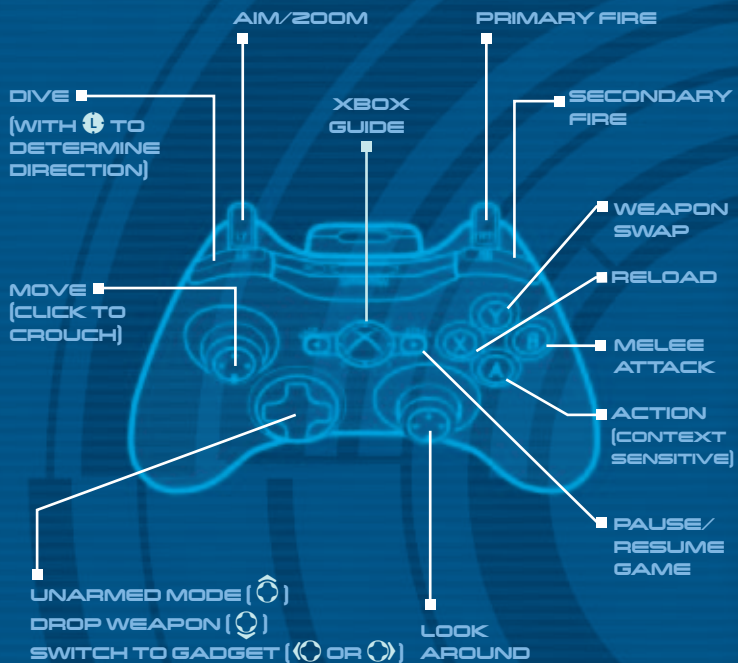 AIM/ZOOM
PRIMARY FIRE
DIVE
(WITH L TO
DETERMINE
DIRECTION)
XBOX
GUIDE
SECONDARY
FIRE
WEAPON
SWAP
RELOAD
MOVE
(CLICK TO
CROUCH)
MELEE
ATTACK
ACTION
(CONTEXT
SENSITIVE)
PAUSE/
RESUME
GAME
UNARMED MODE ( )
DROP WEAPON ( )
SWITCH TO GADGET ( OR )
LOOK
AROUND
Y
X
B
A